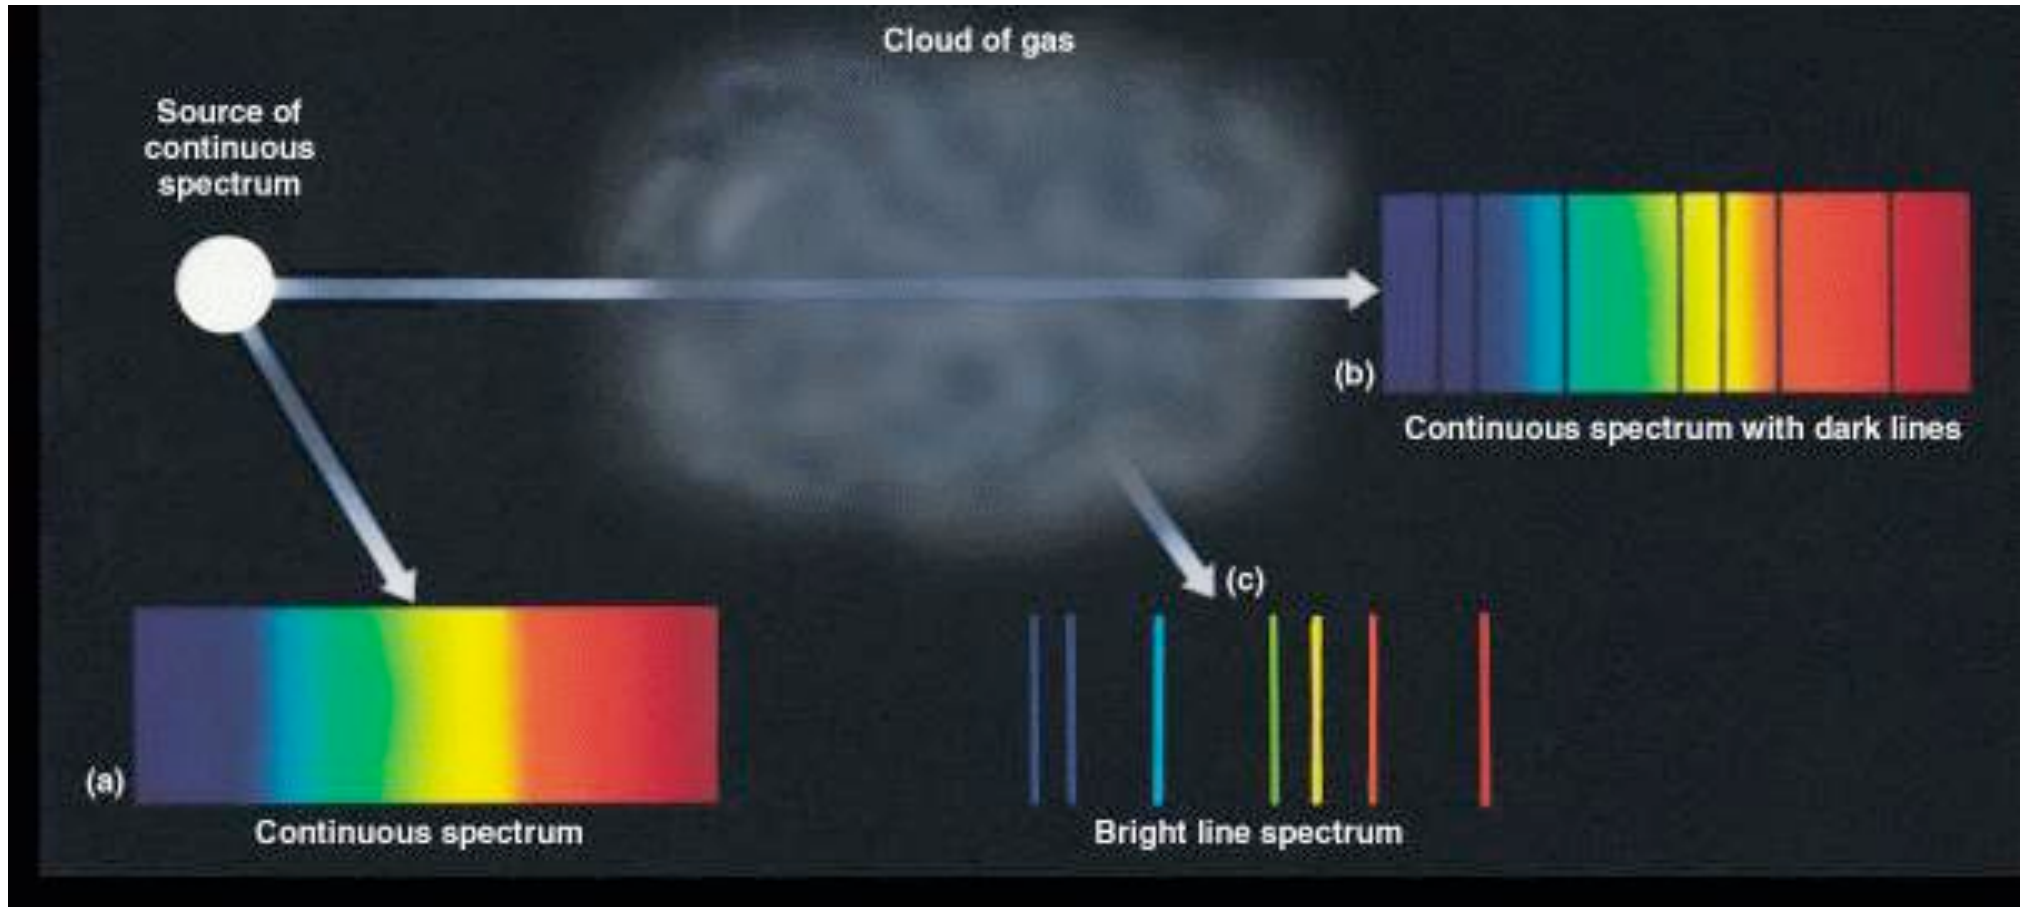 Cloud of gas
Source of
continuous
spectrum
(b)
Continuous spectrum with dark lines
(c)
(a)
Continuous spectrum
Bright line spectrum